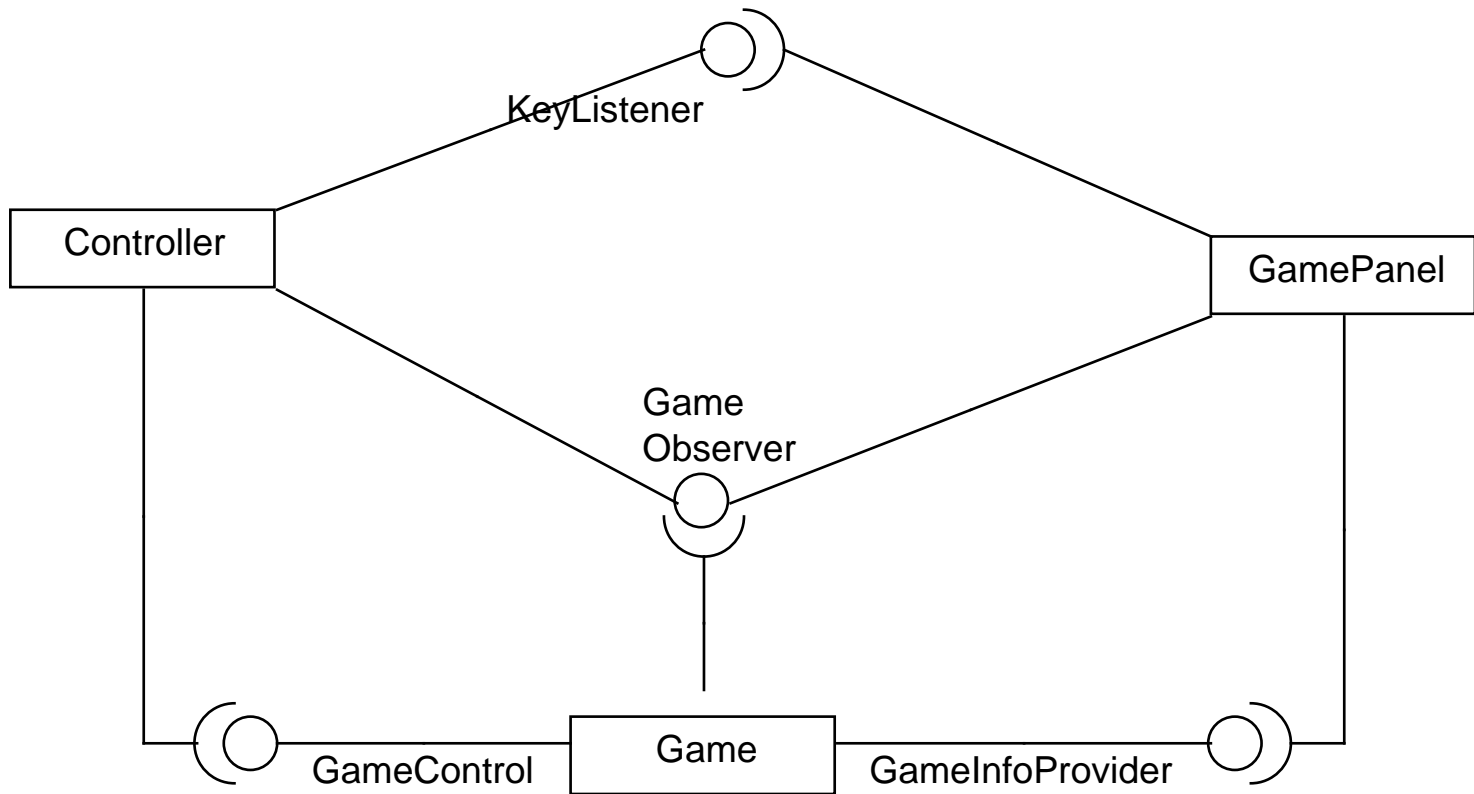 KeyListener
Controller
GamePanel
Game
Observer
Game
GameControl
GameInfoProvider